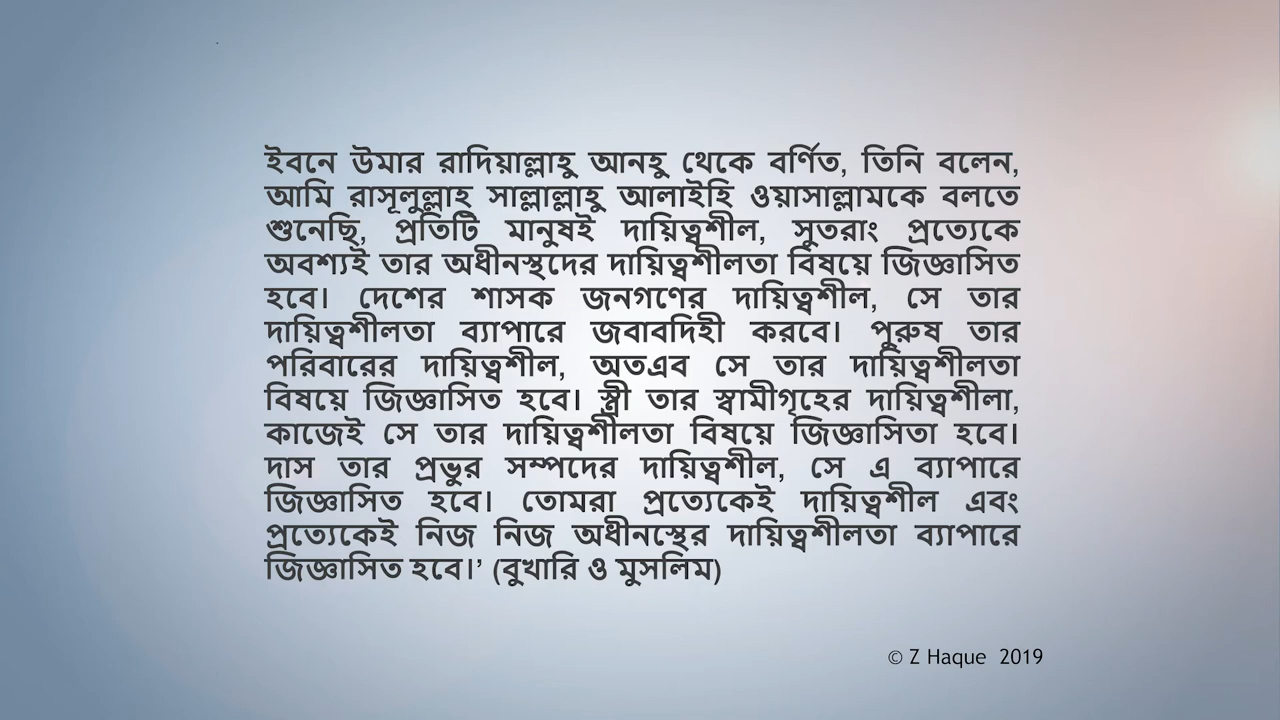 ইবনে উমার রাদিয়াল্লাহু আনহু থেকে বর্ণিত, তিনি বলেন,
আমি রাসূলুল্লাহ সাল্লাল্লাহু আলাইহি ওয়াসাল্লামকে বলতে
শুনেছি, প্রতিটি মানুষই দায়িত্বশীল, সুতরাং প্রত্যেকে
অবশ্যই তার অধীনস্থদের দায়িত্বশীলতা বিষয়ে জিজ্ঞাসিত
হবে। দেশের শাসক জনগণের দায়িত্বশীল, সে তার
দায়িত্বশীলতা ব্যাপারে জবাবদিহী করবে। পুরুষ তার
পরিবারের দায়িত্বশীল, অতএব সে তার দায়িত্বশীলতা
বিষয়ে জিজ্ঞাসিত হবে। স্ত্রী তার স্বামীগৃহের দায়িত্বশীলা,
কাজেই সে তার দায়িত্বশীলতা বিষয়ে জিজ্ঞাসিতা হবে।
দাস তার প্রভুর সম্পদের দায়িত্বশীল, সে এ ব্যাপারে
জিজ্ঞাসিত হবে। তোমরা প্রত্যেকেই দায়িত্বশীল এবং
প্রত্যেকেই নিজ নিজ অধীনস্থের দায়িত্বশীলতা ব্যাপারে
জিজ্ঞাসিত হবে।’ (বুখারি ও মুসলিম)
© Z Haque 2019